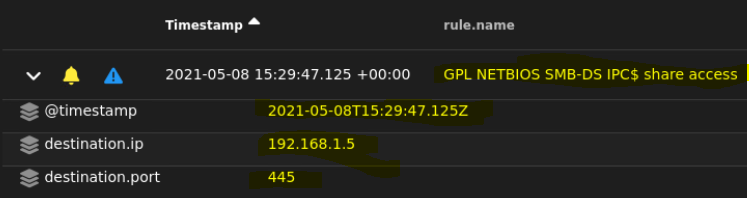 Timestamp rule.name
2021-05-08 15:29:47.125 +00:00 GPL NETBIOS SMB-DS IPC$ share access
@timestamp 2021-05-08T15:29:47.125Z
destination.ip 192.168.1.5
destination.port 445